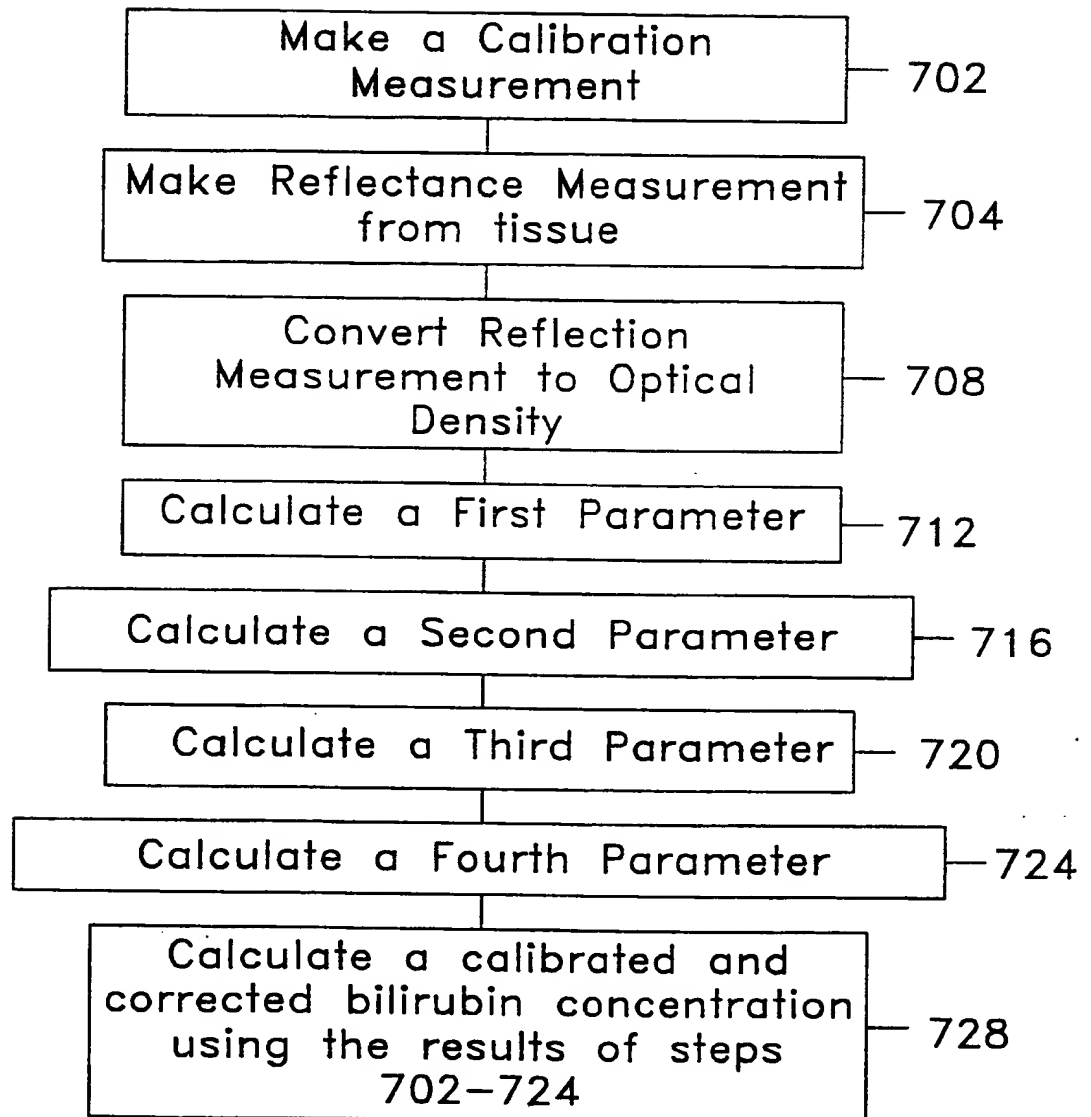 Make a Calibration
Measurement
702
Make Reflectance Measurement
from tissue
704
Convert Reflection
Measurement to Optical
Density
708
Calculate a First Parameter
712
Calculate a Second Parameter
716
Calculate a Third Parameter
720
Calculate a Fourth Parameter
724
Calculate a calibrated and
corrected bilirubin concentration
using the results of steps
702-724
728